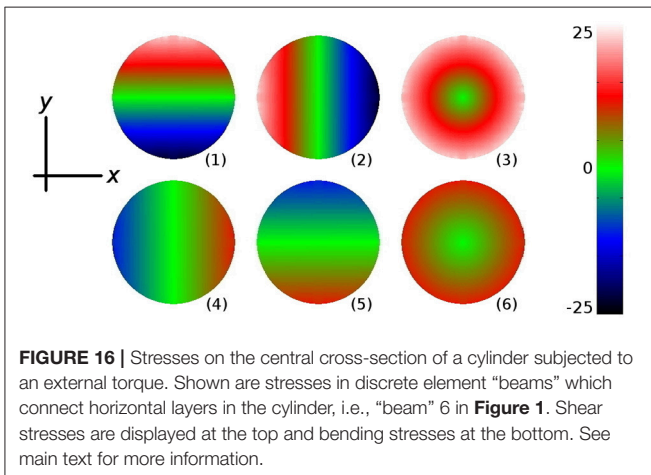 25
y
(1)
(2)
(3)
x
0
(4)
(5)
(6)
-25
FIGURE 16 | Stresses on the central cross-section of a cylinder subjected to
an external torque. Shown are stresses in discrete element “beams” which
connect horizontal layers in the cylinder, i.e., “beam” 6 in Figure 1. Shear
stresses are displayed at the top and bending stresses at the bottom. See
main text for more information.